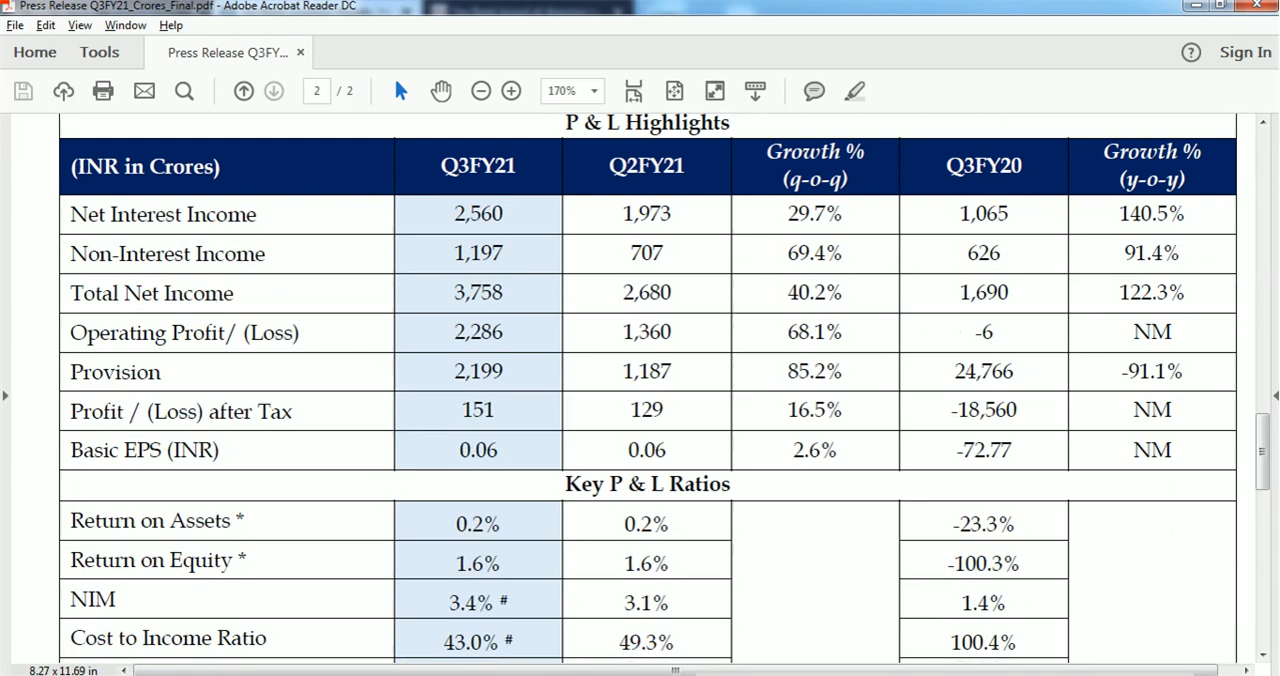 Press Release Q3FY21_Crores_Final.pdf - Adobe Acrobat Reader DC
File Edit View Window Help
Home Tools Press Release Q3FY... × ? Sign In
2 / 2 170%
P & L Highlights
(INR in Crores) Q3FY21 Q2FY21 Growth % (q-o-q) Q3FY20 Growth % (y-o-y)
Net Interest Income 2,560 1,973 29.7% 1,065 140.5%
Non-Interest Income 1,197 707 69.4% 626 91.4%
Total Net Income 3,758 2,680 40.2% 1,690 122.3%
Operating Profit/ (Loss) 2,286 1,360 68.1% -6 NM
Provision 2,199 1,187 85.2% 24,766 -91.1%
Profit / (Loss) after Tax 151 129 16.5% -18,560 NM
Basic EPS (INR) 0.06 0.06 2.6% -72.77 NM
Key P & L Ratios
Return on Assets * 0.2% 0.2% -23.3%
Return on Equity * 1.6% 1.6% -100.3%
NIM 3.4% # 3.1% 1.4%
Cost to Income Ratio 43.0% # 49.3% 100.4%
8.27 x 11.69 in